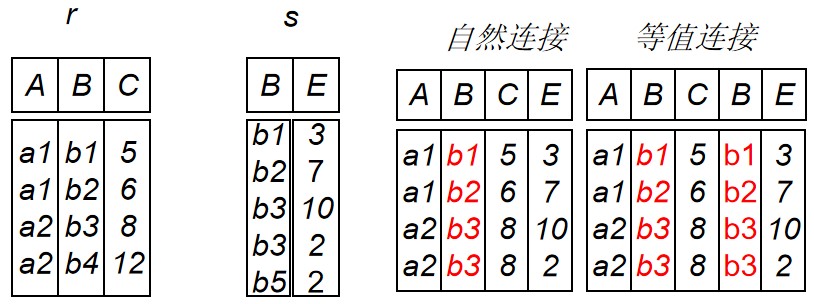 r
A B C
a1 b1 5
a1 b2 6
a2 b3 8
a2 b4 12
s
B E
b1 3
b2 7
b3 10
b3 2
b5 2
自然连接
A B C E
a1 b1 5 3
a1 b2 6 7
a2 b3 8 10
a2 b3 8 2
等值连接
A B C B E
a1 b1 5 b1 3
a1 b2 6 b2 7
a2 b3 8 b3 10
a2 b3 8 b3 2